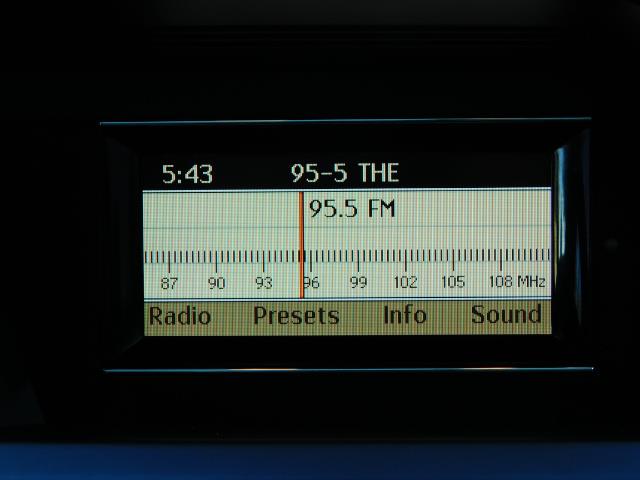 5:43 95-5 THE
95.5 FM
87 90 93 96 99 102 105 108 MHz
Radio Presets Info Sound